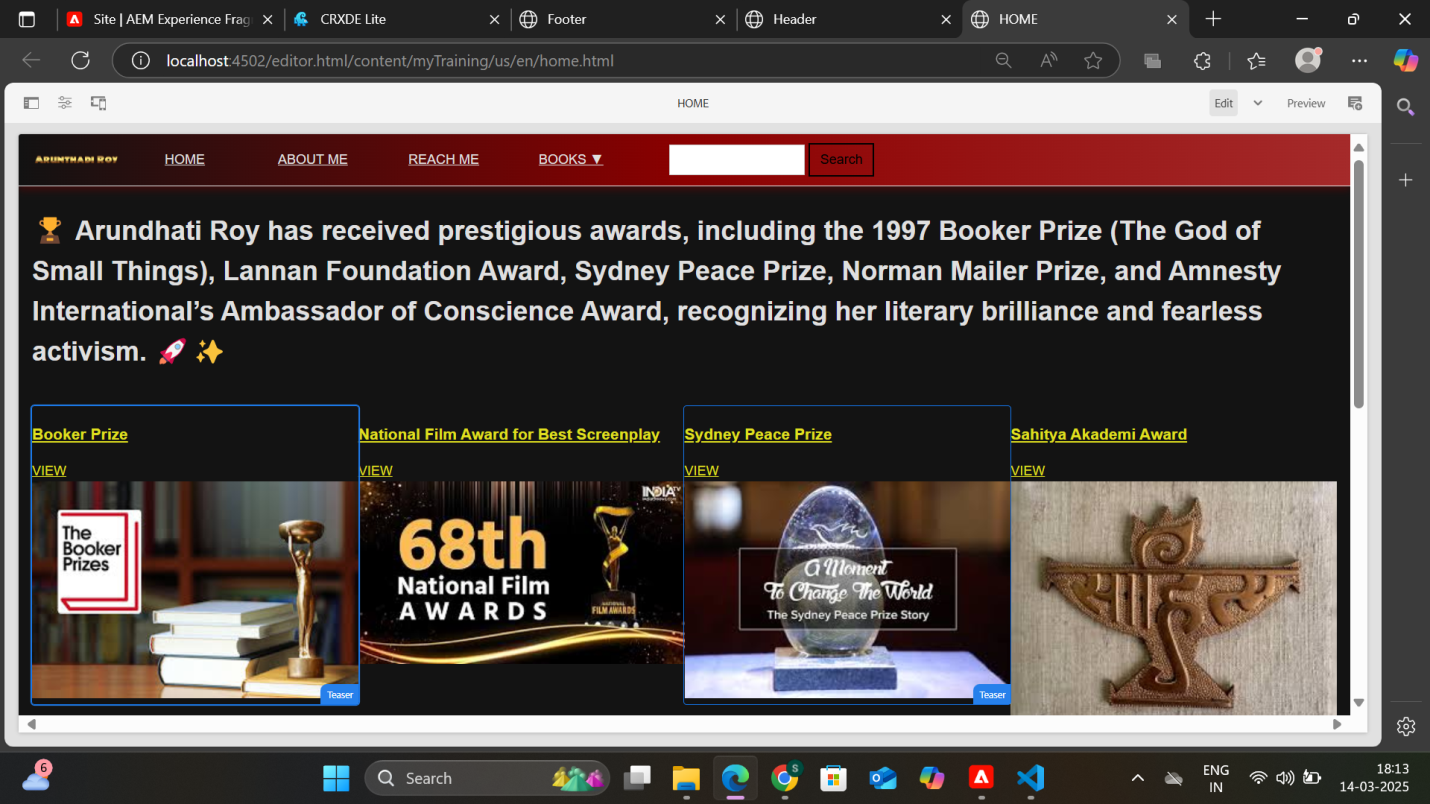 Site | AEM Experience Frag
CRXDE Lite
Footer
Header
HOME
localhost:4502/editor.html/content/myTraining/us/en/home.html
HOME
Edit
Preview
ARUNTHADI ROY
HOME
ABOUT ME
REACH ME
BOOKS ▼
Search
🏆 Arundhati Roy has received prestigious awards, including the 1997 Booker Prize (The God of
Small Things), Lannan Foundation Award, Sydney Peace Prize, Norman Mailer Prize, and Amnesty
International’s Ambassador of Conscience Award, recognizing her literary brilliance and fearless
activism. 🚀 ✨
Booker Prize
VIEW
The
Booker
Prizes
Teaser
National Film Award for Best Screenplay
VIEW
INDIA TV
68th
National Film
AWARDS
NATIONAL
FILM AWARDS
Sydney Peace Prize
VIEW
A Moment
To Change The World
The Sydney Peace Prize Story
Teaser
Sahitya Akademi Award
VIEW
साहित्य
6
Search
S
ENG
IN
18:13
14-03-2025